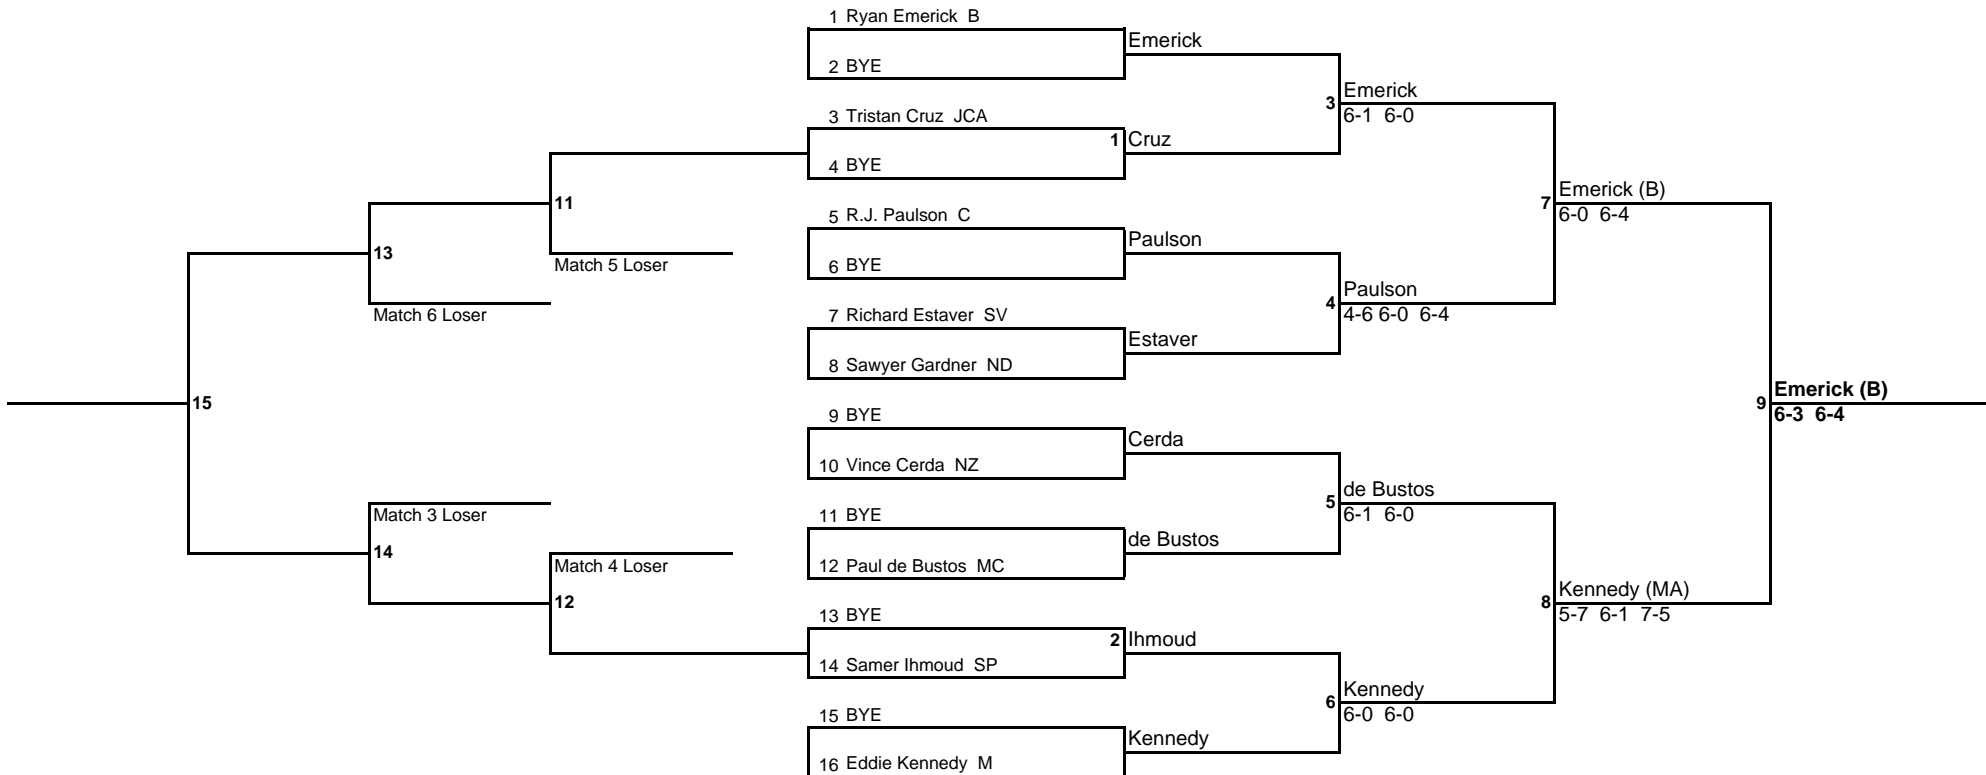 1 Ryan Emerick B
Emerick
2 BYE
Emerick
3
6-1 6-0
3 Tristan Cruz JCA
1 Cruz
4 BYE
Emerick (B)
7
6-0 6-4
11
5 R.J. Paulson C
Paulson
13
Match 5 Loser
6 BYE
Paulson
4
4-6 6-0 6-4
Match 6 Loser
7 Richard Estaver SV
Estaver
8 Sawyer Gardner ND
Emerick (B)
15
9
6-3 6-4
9 BYE
Cerda
10 Vince Cerda NZ
de Bustos
5
6-1 6-0
Match 3 Loser
11 BYE
de Bustos
14
Match 4 Loser
12 Paul de Bustos MC
Kennedy (MA)
12
8
5-7 6-1 7-5
13 BYE
2 Ihmoud
14 Samer Ihmoud SP
Kennedy
6
6-0 6-0
15 BYE
Kennedy
16 Eddie Kennedy M